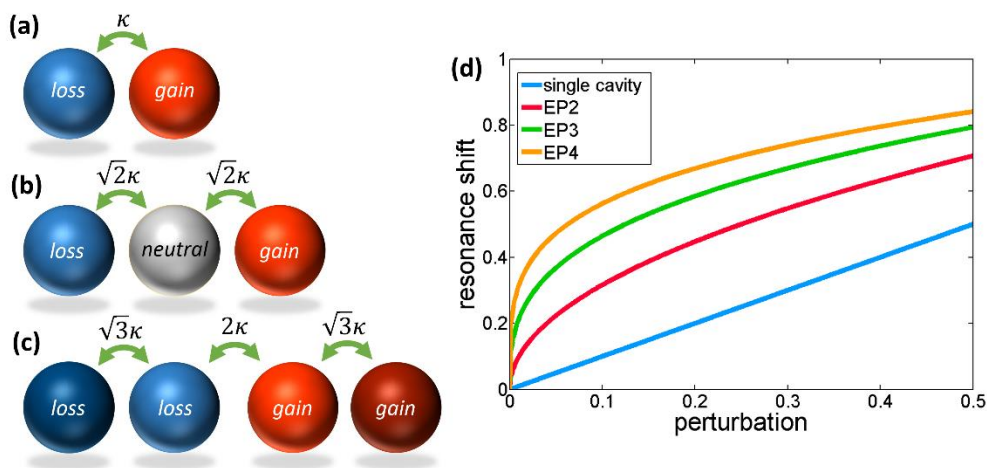 (a)
κ
loss gain
(b)
√2κ √2κ
loss neutral gain
(c)
√3κ 2κ √3κ
loss loss gain gain
(d)
resonance shift
1
0.8
0.6
0.4
0.2
0
single cavity
EP2
EP3
EP4
0 0.1 0.2 0.3 0.4 0.5
perturbation